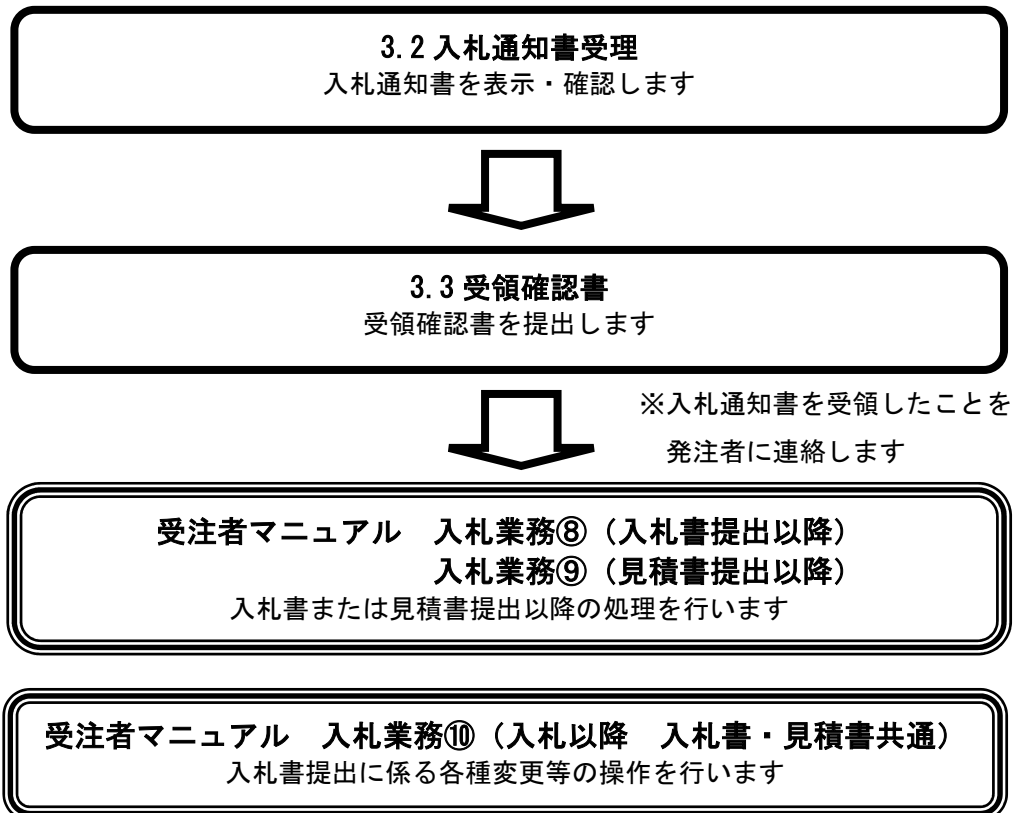 3.2 入札通知書受理
入札通知書を表示・確認します
3.3 受領確認書
受領確認書を提出します
※入札通知書を受領したことを
発注者に連絡します
受注者マニュアル　入札業務⑧（入札書提出以降）
入札業務⑨（見積書提出以降）
入札書または見積書提出以降の処理を行います
受注者マニュアル　入札業務⑩（入札以降　入札書・見積書共通）
入札書提出に係る各種変更等の操作を行います